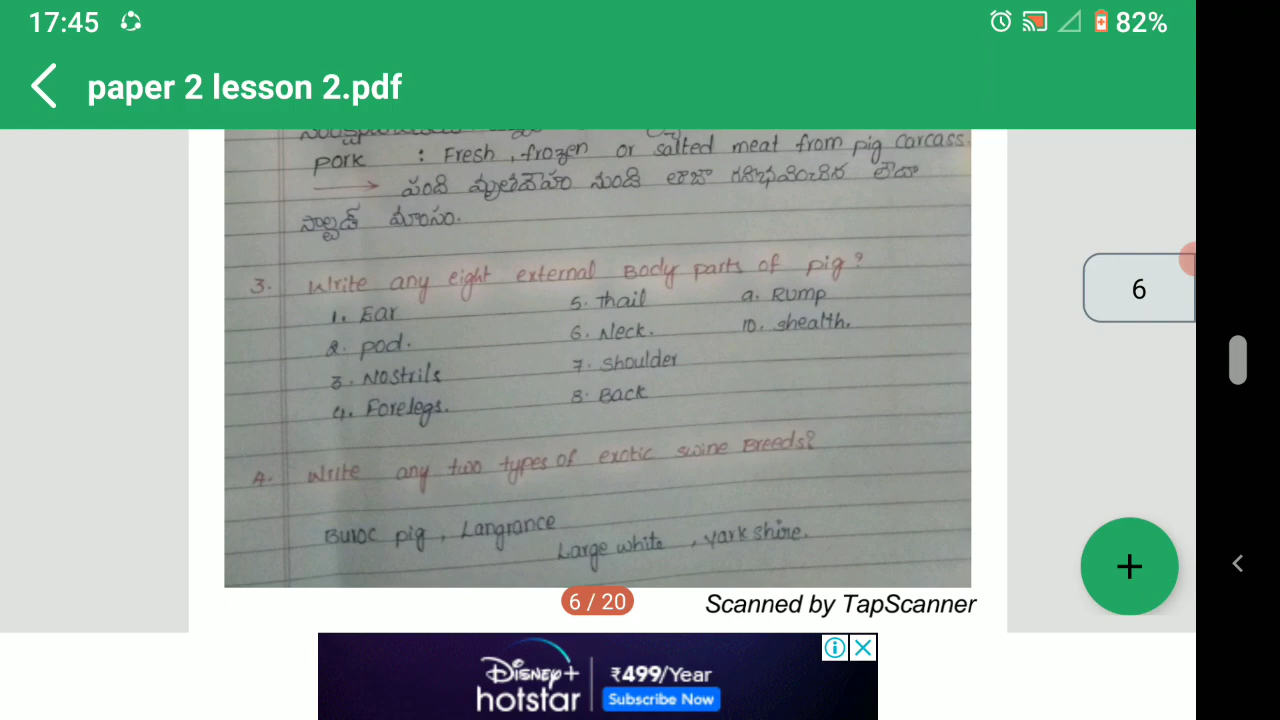 17:45 82%
paper 2 lesson 2.pdf
pork : Fresh, frozen or salted meat from pig carcass.
పంది మృతదేహం నుండి తాజా లేదా
సాల్టెడ్ మాంసం.
3. Write any eight external Body parts of pig?
1. Ear 5. Thail 9. Rump
2. pod. 6. Neck. 10. shealth.
3. Nostrils 7. shoulder
4. Forelegs. 8. Back
4. Write any two types of exotic swine Breeds?
pig, Langrance
Large white, yark shire.
6
6 / 20
Scanned by TapScanner
Disney+ hotstar
₹499/Year
Subscribe Now